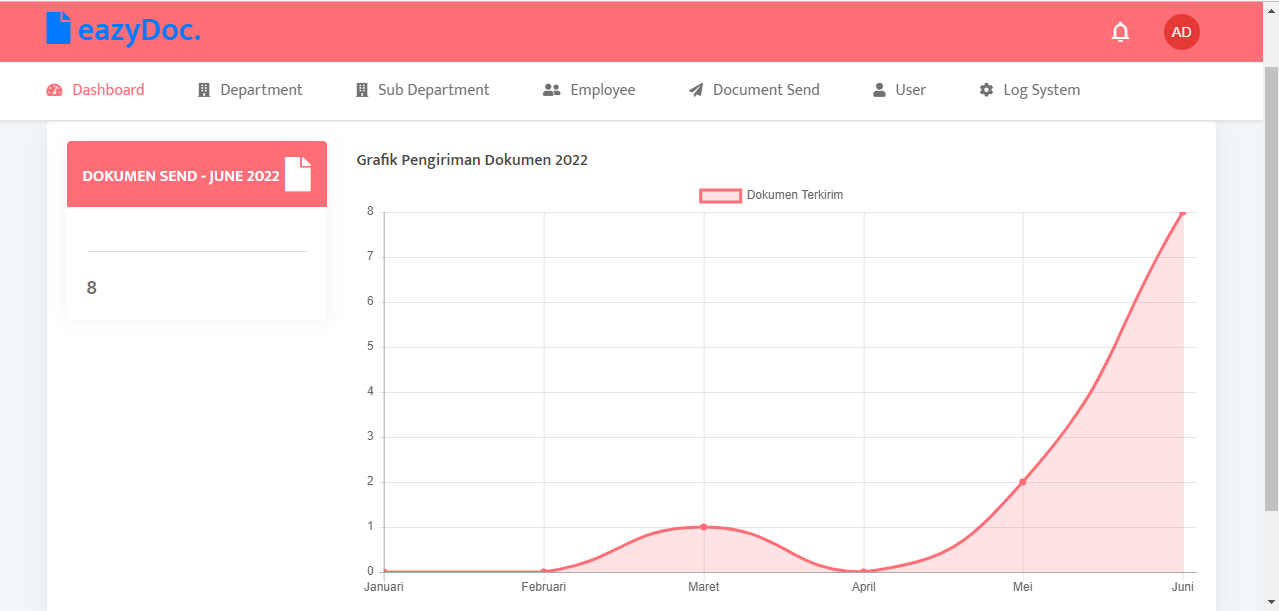 eazyDoc.
AD
Dashboard Department Sub Department Employee Document Send User Log System
DOKUMEN SEND - JUNE 2022
8
Grafik Pengiriman Dokumen 2022
Dokumen Terkirim
8
7
6
5
4
3
2
1
0
Januari Februari Maret April Mei Juni